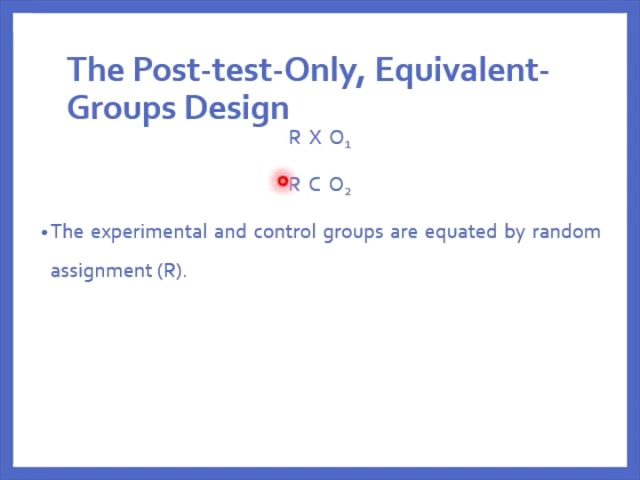 The Post-test-Only, Equivalent-
Groups Design
R X O₁
R C O₂
•The experimental and control groups are equated by random
assignment (R).